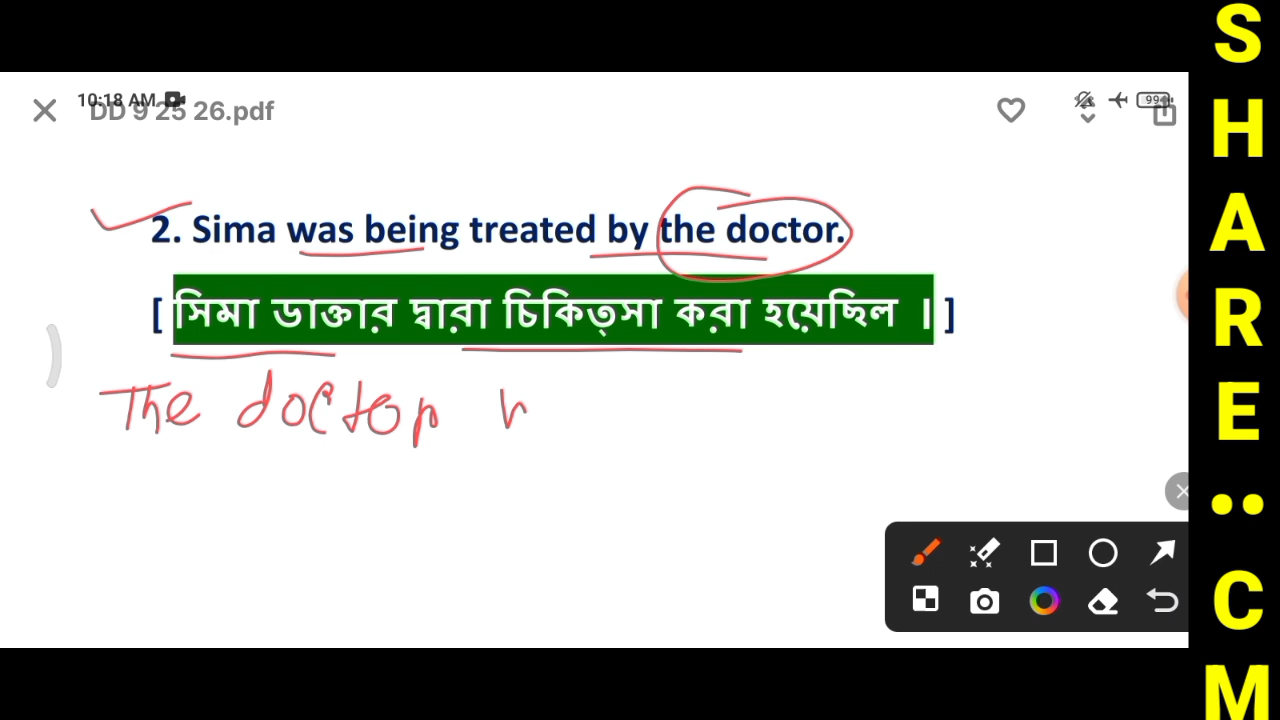 10:18 AM
DD 9 25 26.pdf
99
2. Sima was being treated by the doctor.
[ সিমা ডাক্তার দ্বারা চিকিত্সা করা হয়েছিল । ]
The doctor
S
H
A
R
E
••
C
M